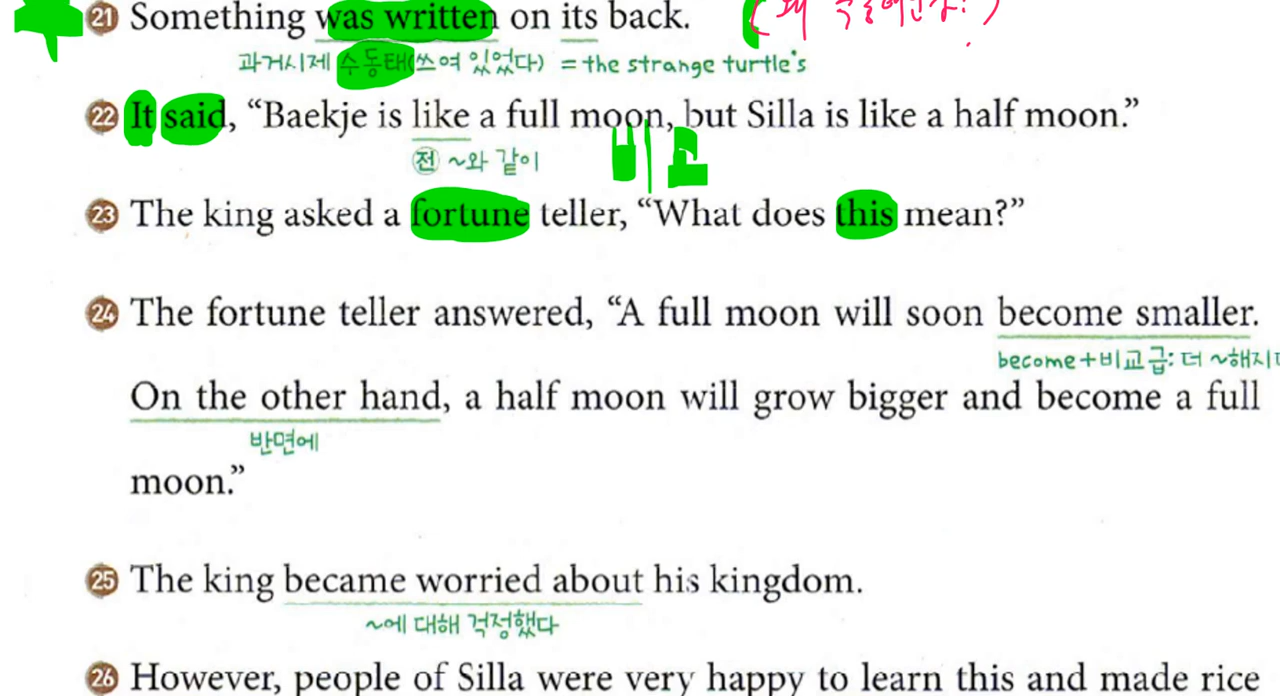 21 Something was written on its back.
과거시제 수동태(쓰여 있었다) = the strange turtle's
22 It said, “Baekje is like a full moon, but Silla is like a half moon.”
전 ~와 같이 비교
23 The king asked a fortune teller, “What does this mean?”
24 The fortune teller answered, “A full moon will soon become smaller.
become+비교급: 더 ~해지다
On the other hand, a half moon will grow bigger and become a full
반면에
moon.”
25 The king became worried about his kingdom.
~에 대해 걱정했다
26 However, people of Silla were very happy to learn this and made rice